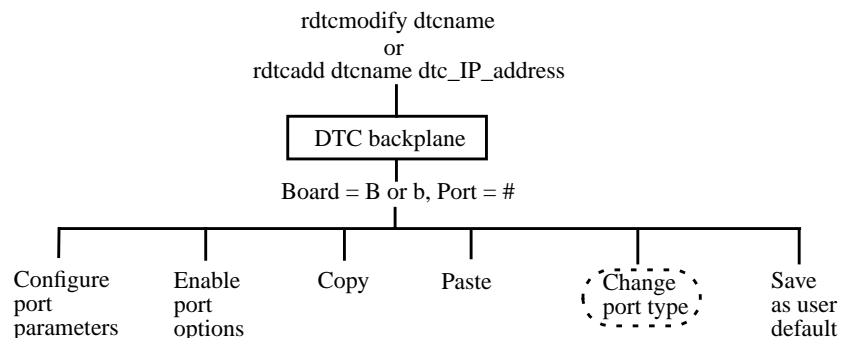 rdtcmodify dtcname
or
rdtcadd dtcname dtc_IP_address
DTC backplane
Board = B or b, Port = #
Configure
port
parameters
Enable
port
options
Copy
Paste
Change
port type
Save
as user
default